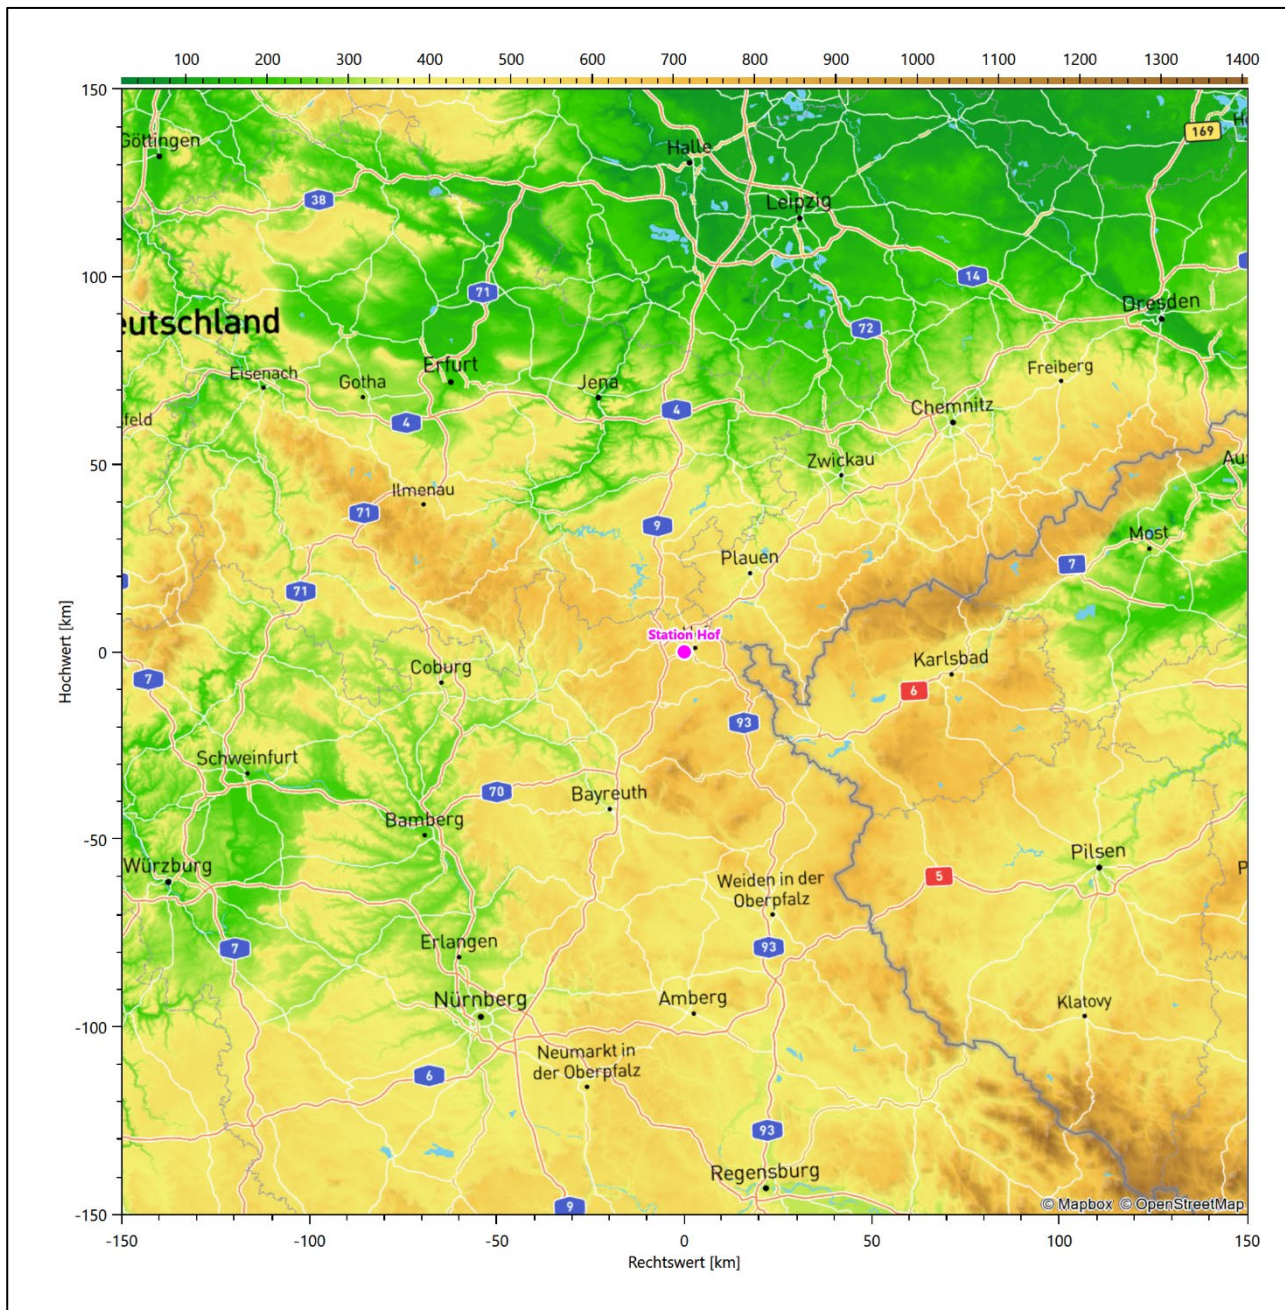 100 200 300 400 500 600 700 800 900 1000 1100 1200 1300 1400
150
100
50
0
-50
-100
-150
Hochwert [km]
Göttingen
Halle
169
38
Leipzig
71
14
eutschland
72
Dresden
Eisenach
Gotha
Erfurt
Jena
Freiberg
4
4
Chemnitz
feld
Zwickau
Ilmenau
71
9
Most
Plauen
7
71
Station Hof
Coburg
Karlsbad
7
6
93
Schweinfurt
70
Bayreuth
Bamberg
Würzburg
Pilsen
5
Weiden in der
Oberpfalz
7
Erlangen
93
Nürnberg
Amberg
Klatovy
Neumarkt in
der Oberpfalz
6
93
Regensburg
9
© Mapbox © OpenStreetMap
-150 -100 -50 0 50 100 150
Rechtswert [km]